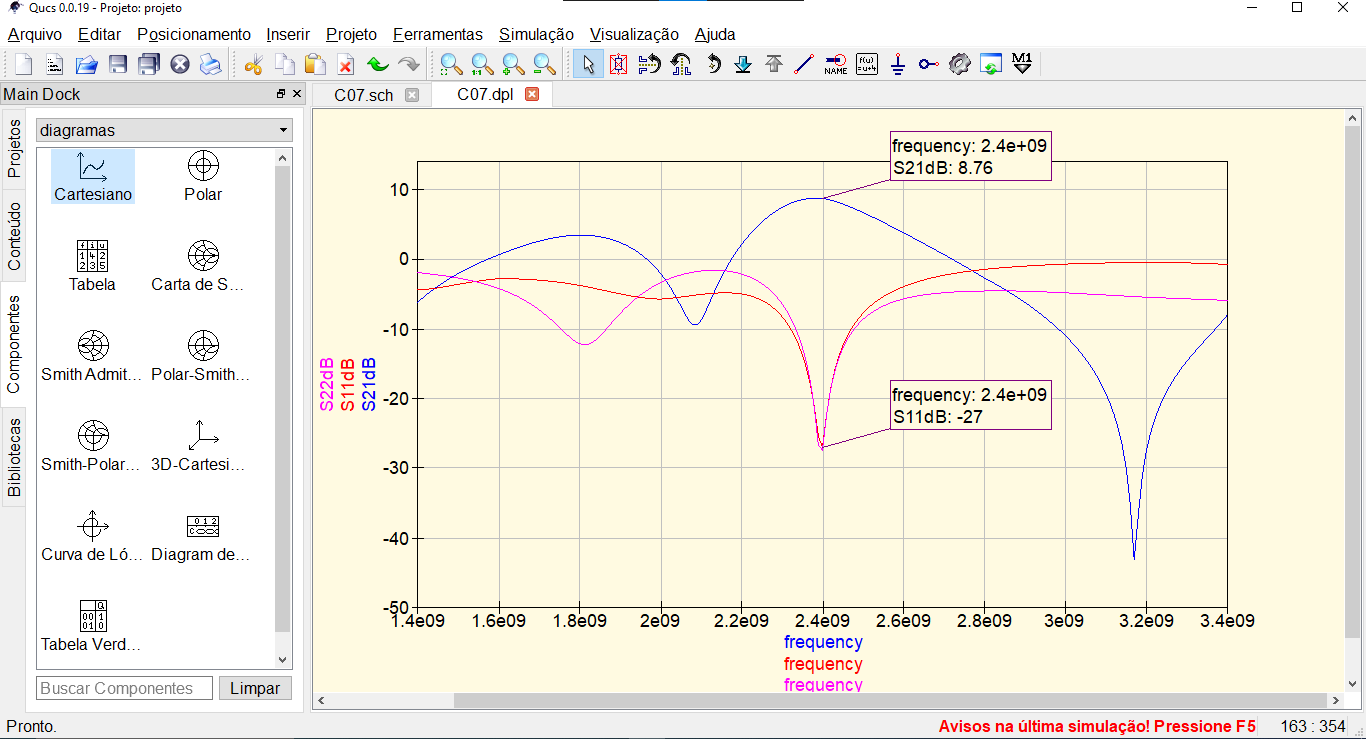 Qucs 0.0.19 - Projeto: projeto
Arquivo Editar Posicionamento Inserir Projeto Ferramentas Simulação Visualização Ajuda
1:1
NAME
f(u)
ω=u+4
M1
Main Dock
C07.sch
C07.dpl
Projetos
Conteúdo
Componentes
Bibliotecas
diagramas
Cartesiano
Polar
Tabela
Carta de S...
Smith Admit...
Polar-Smith...
Smith-Polar...
3D-Cartesi...
Curva de Ló...
Diagram de...
Tabela Verd...
Buscar Componentes
Limpar
frequency: 2.4e+09
S21dB: 8.76
frequency: 2.4e+09
S11dB: -27
S22dB
S11dB
S21dB
10
0
-10
-20
-30
-40
-50
1.4e09 1.6e09 1.8e09 2e09 2.2e09 2.4e09 2.6e09 2.8e09 3e09 3.2e09 3.4e09
frequency
frequency
frequency
Pronto.
Avisos na última simulação! Pressione F5
163 : 354